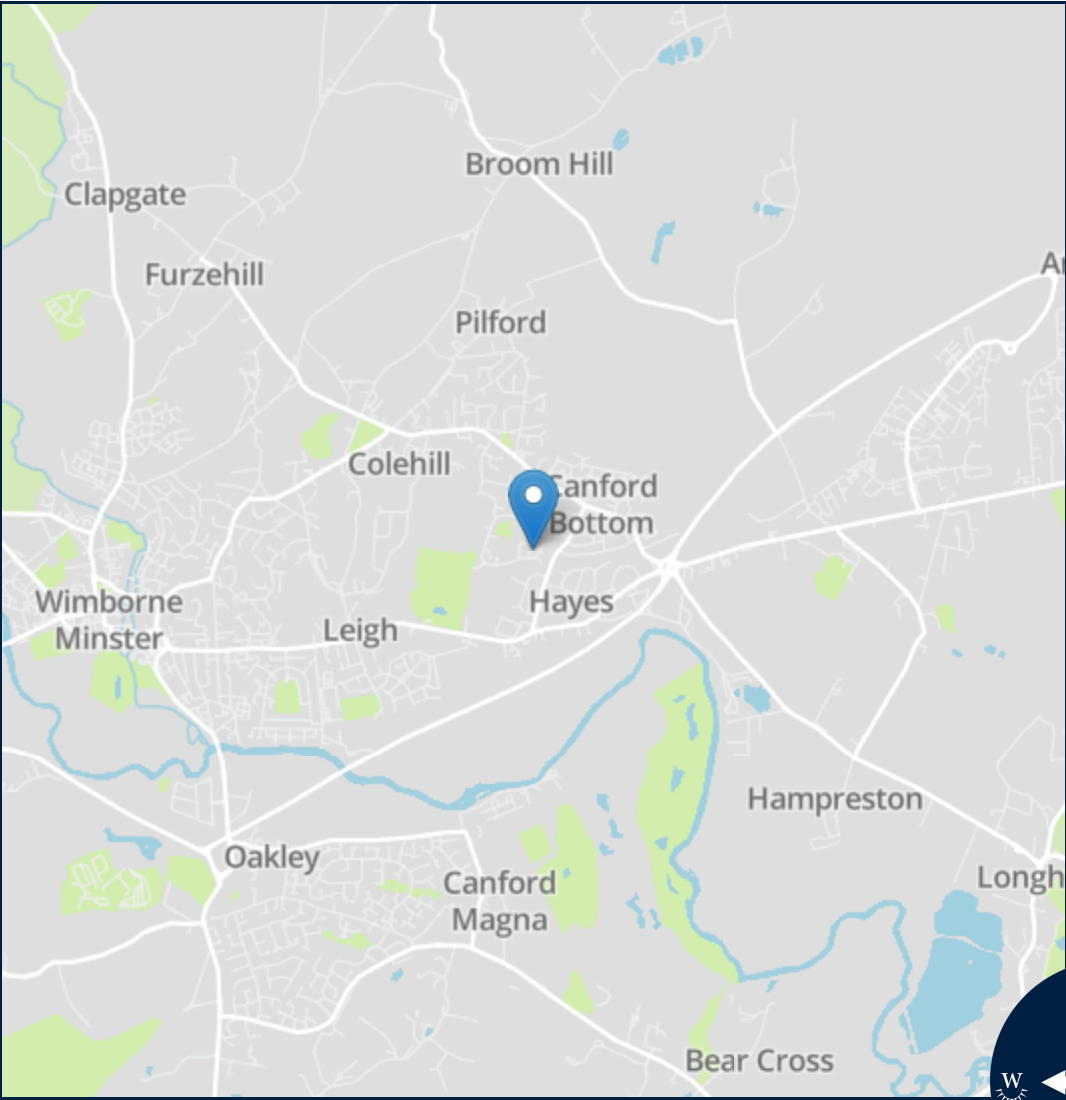 Broom Hill
Clapgate
Furzehill
Pilford
Colehill
Canford
Bottom
Wimborne
Minster
Leigh
Hayes
Hampreston
Oakley
Canford
Magna
Bear Cross
W